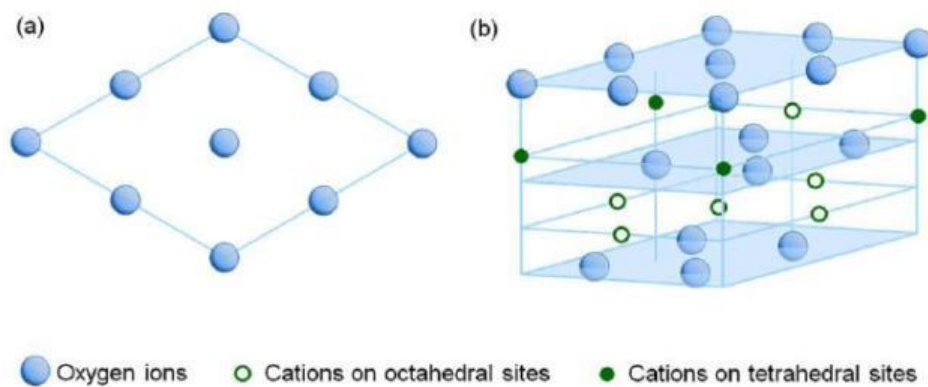 (a)
(b)
Oxygen ions
Cations on octahedral sites
Cations on tetrahedral sites